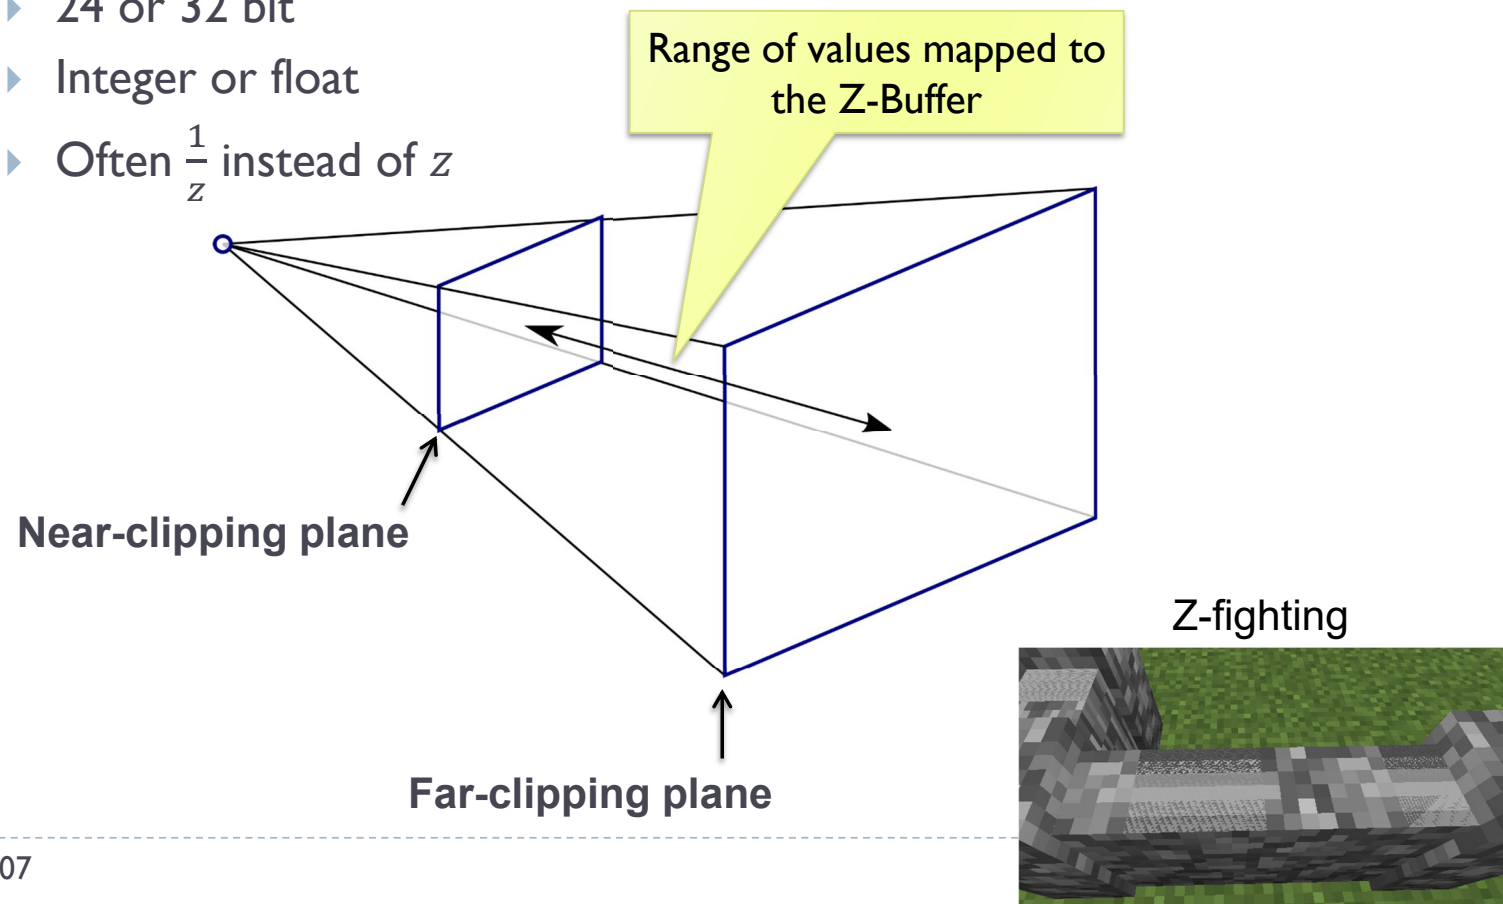 24 or 32 bit
Integer or float
Often 1/z instead of z
Range of values mapped to
the Z-Buffer
Near-clipping plane
Far-clipping plane
Z-fighting
07